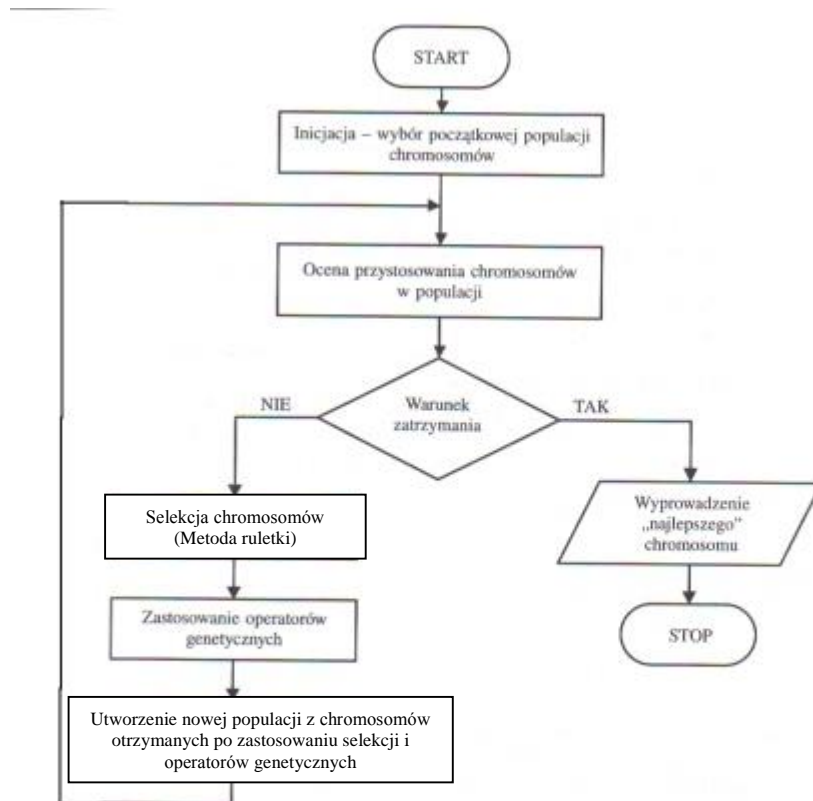 START
Inicjacja – wybór początkowej populacji
chromosomów
Ocena przystosowania chromosomów
w populacji
Warunek
zatrzymania
NIE
TAK
Selekcja chromosomów
(Metoda ruletki)
Zastosowanie operatorów
genetycznych
Utworzenie nowej populacji z chromosomów
otrzymanych po zastosowaniu selekcji i
operatorów genetycznych
Wyprowadzenie
„najlepszego”
chromosomu
STOP